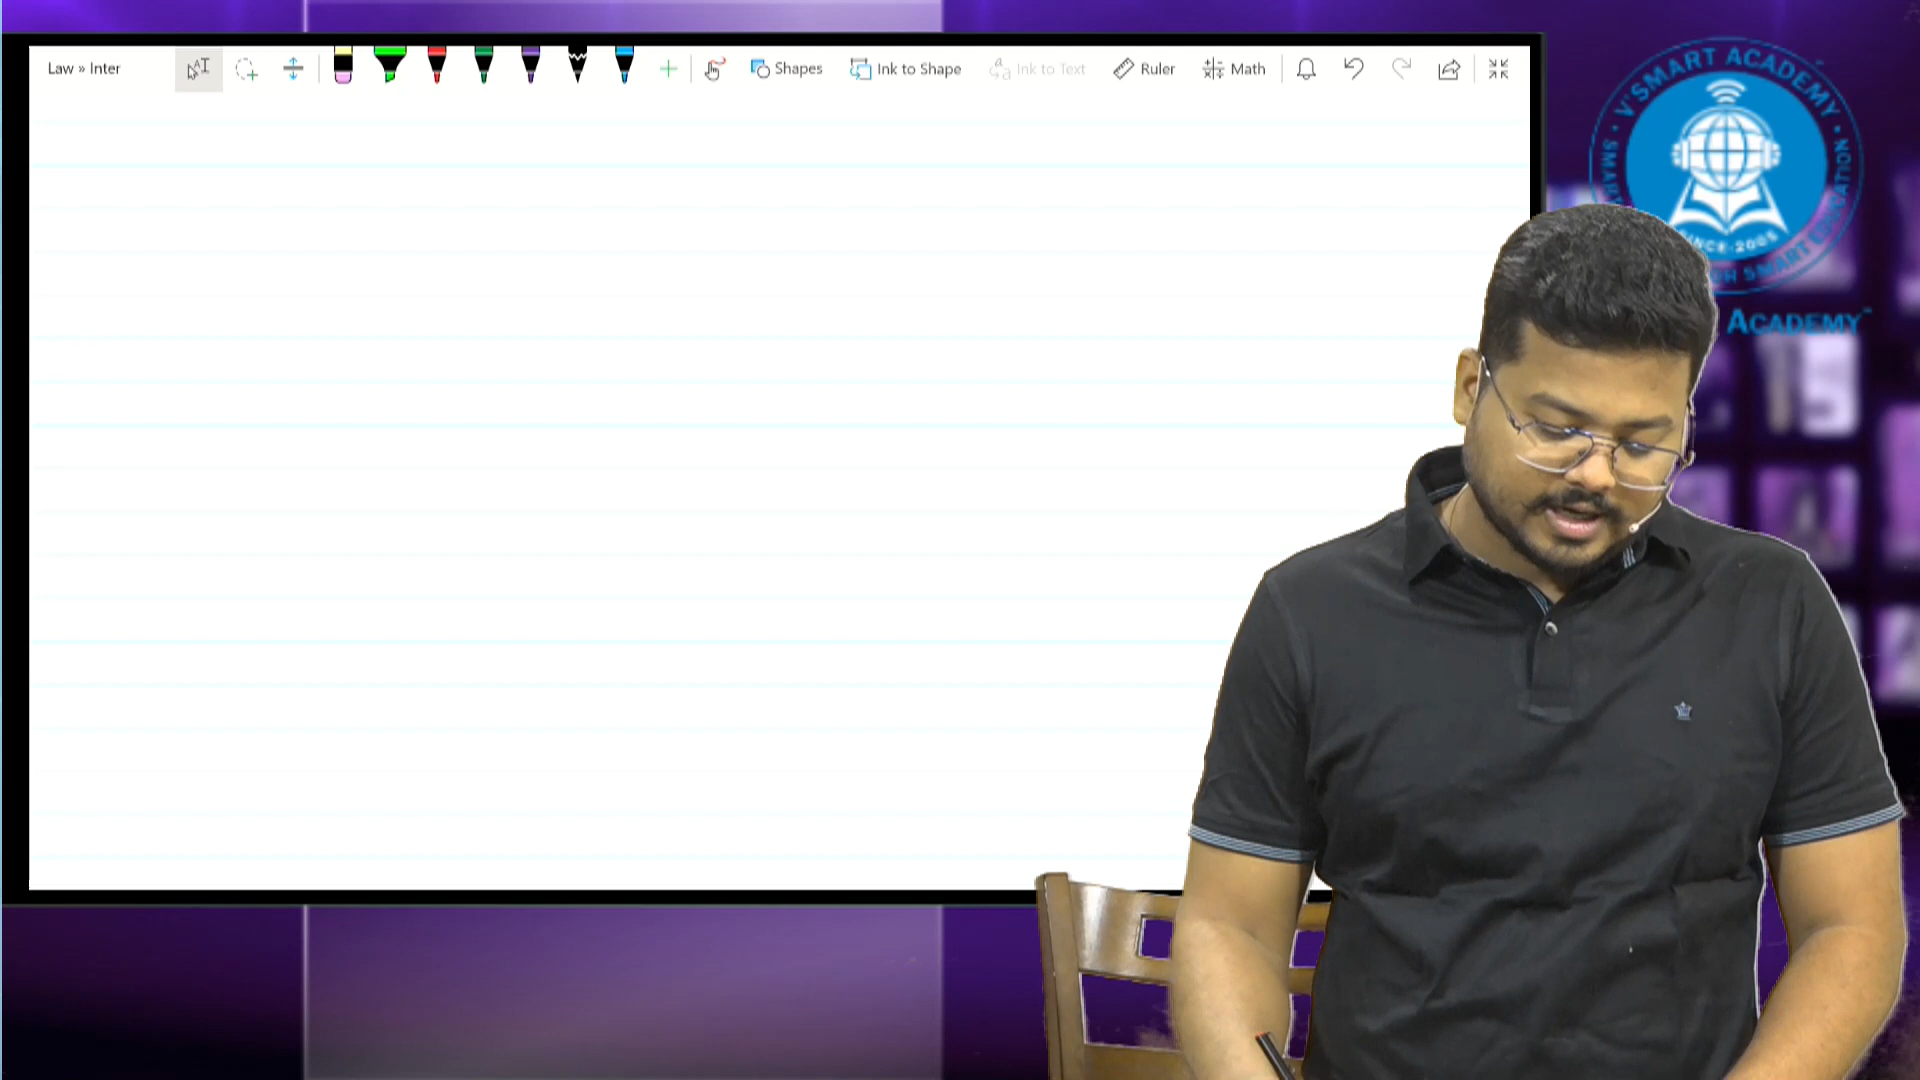 Law » Inter
Shapes
Ink to Shape
Ink to Text
Ruler
Math
V'SMART ACADEMY
SINCE-2005
ACADEMY